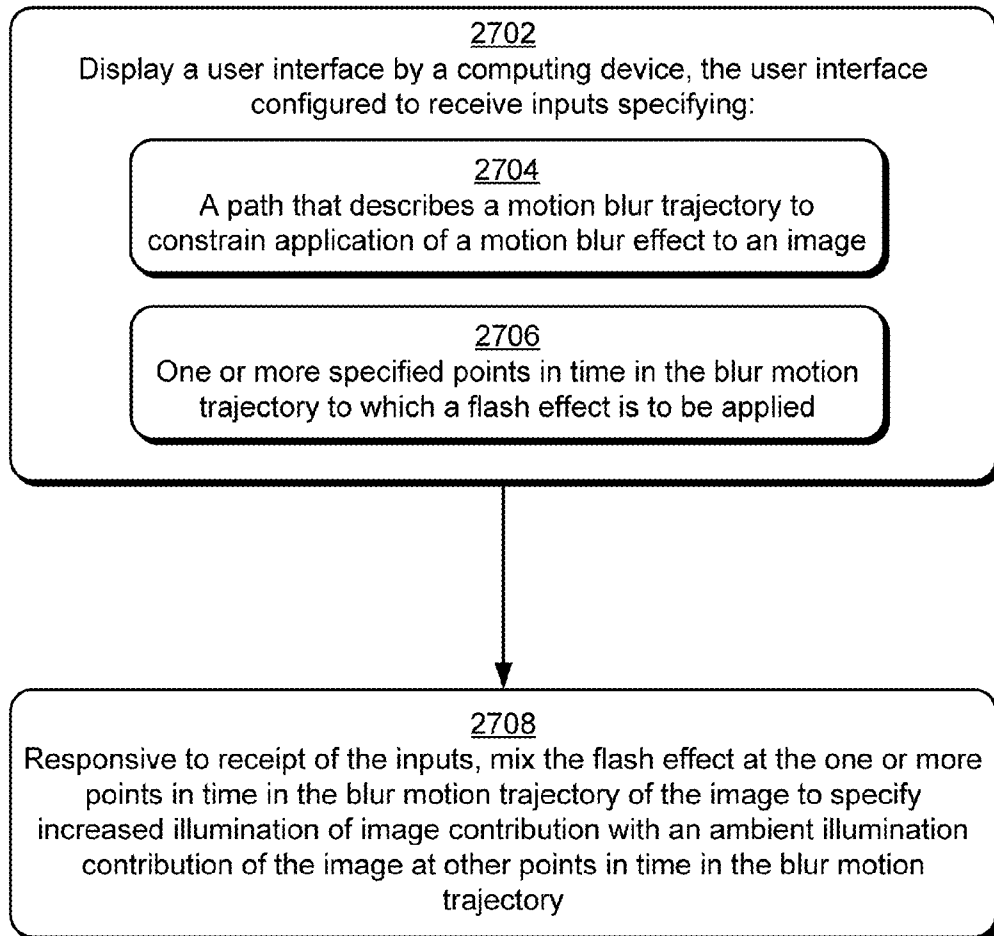 2702
Display a user interface by a computing device, the user interface
configured to receive inputs specifying:
2704
A path that describes a motion blur trajectory to
constrain application of a motion blur effect to an image
2706
One or more specified points in time in the blur motion
trajectory to which a flash effect is to be applied
2708
Responsive to receipt of the inputs, mix the flash effect at the one or more
points in time in the blur motion trajectory of the image to specify
increased illumination of image contribution with an ambient illumination
contribution of the image at other points in time in the blur motion
trajectory